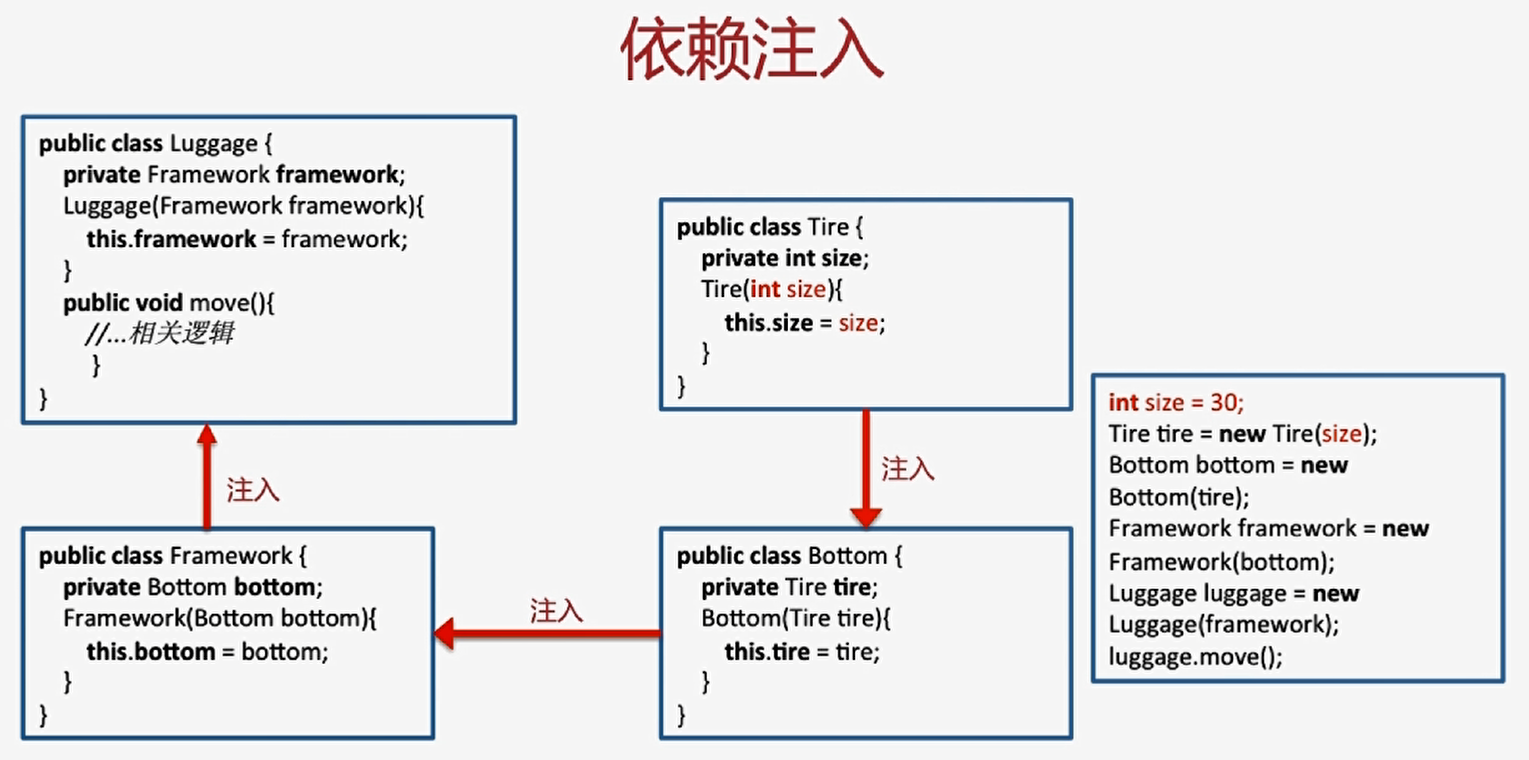 依赖注入
public class Luggage {
private Framework framework;
Luggage(Framework framework){
this.framework = framework;
}
public void move(){
//...相关逻辑
}
}
注入
public class Framework {
private Bottom bottom;
Framework(Bottom bottom){
this.bottom = bottom;
}
}
注入
public class Tire {
private int size;
Tire(int size){
this.size = size;
}
}
注入
public class Bottom {
private Tire tire;
Bottom(Tire tire){
this.tire = tire;
}
}
int size = 30;
Tire tire = new Tire(size);
Bottom bottom = new
Bottom(tire);
Framework framework = new
Framework(bottom);
Luggage luggage = new
Luggage(framework);
luggage.move();